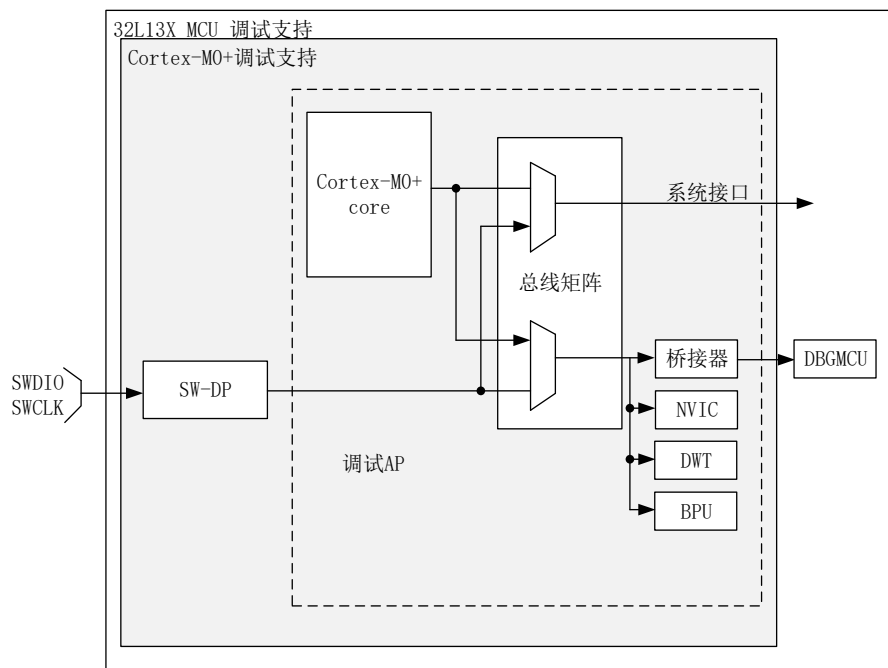 32L13X MCU 调试支持
Cortex-M0+调试支持
Cortex-M0+
core
系统接口
总线矩阵
桥接器
DBGMCU
SWDIO
SWCLK
SW-DP
NVIC
调试AP
DWT
BPU